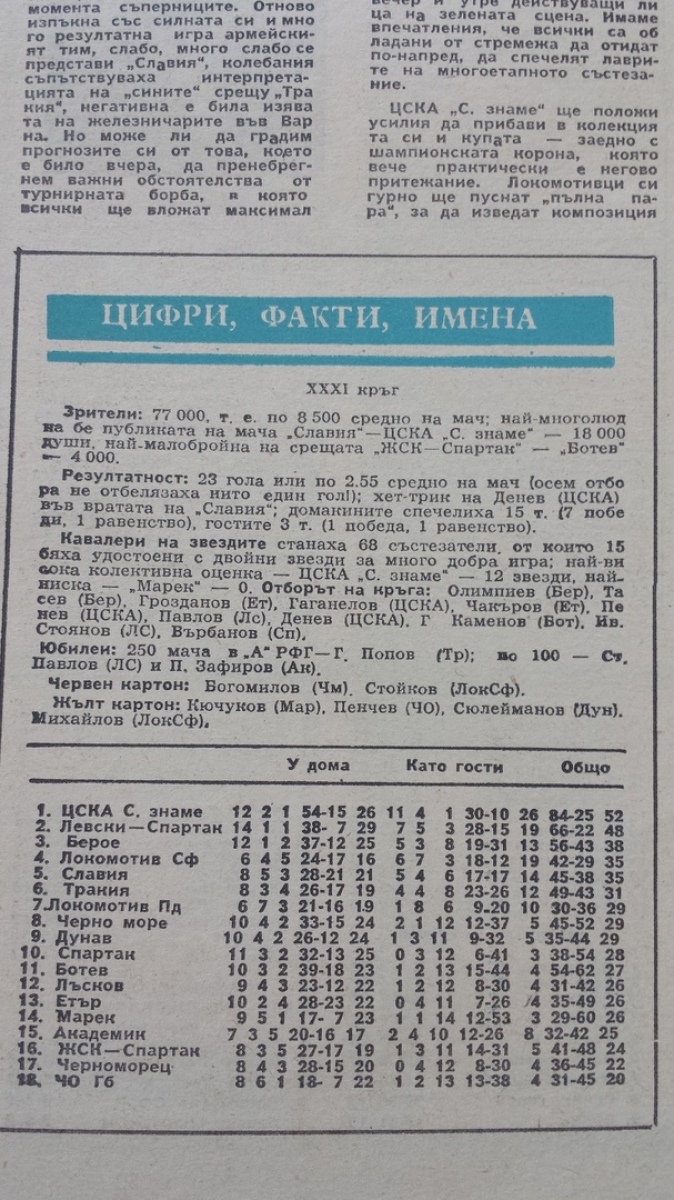 момента съперниците. Отново
изпъкна със силната си и мно
го резултатна игра армейски-
ят тим, слабо, много слабо се
представи „Славия“, колебания
съпътствуваха интерпрета-
цията на „сините“ срещу „Тра
кия“, негативна е била изява
та на железничарите във Вар
на. Но може ли да градим
прогнозите си от това, което
е било вчера, да пренебрег-
нем важни обстоятелства от
турнирната борба, в която
всички ще вложат максимал
вечер и утре действуващи ли
ца на зелената сцена. Имаме
впечатления, че всички са об
ладани от стремежа да отидат
по-напред, да спечелят лаври-
те на многоетапното състеза-
ние.
ЦСКА „С. знаме“ ще положи
усилия да прибави в колекция
та си и купата — заедно с
шампионската корона, която
вече практически е негово
притежание. Локомотивци си
гурно ще пуснат „пълна па-
ра“, за да изведат композиция
ЦИФРИ, ФАКТИ, ИМЕНА
XXXI кръг
Зрители: 77 000, т. е. по 8 500 средно на мач; най-многолюд
на бе публиката на мача „Славия“—ЦСКА „С. знаме“ — 18 000
души, най-малобройна на срещата „ЖСК—Спартак“ — „Ботев“
— 4 000.
Резултатност: 23 гола или по 2.55 средно на мач (осем отбо
ра не отбелязаха нито един гол!); хет-трик на Денев (ЦСКА)
във вратата на „Славия“; домакините спечелиха 15 т. (7 побе
ди, 1 равенство), гостите 3 т. (1 победа, 1 равенство).
Кавалери на звездите станаха 68 състезатели, от които 15
бяха удостоени с двойни звезди за много добра игра; най-ви
сока колективна оценка — ЦСКА „С. знаме“ — 12 звезди, най-
ниска — „Марек“ — 0. Отборът на кръга: Олимпиев (Бер), Та
сев (Бер), Грозданов (Ет), Гаганелов (ЦСКА), Чакъров (Ет), Пе
нев (ЦСКА), Павлов (Лс), Денев (ЦСКА), Г Каменов (Бот), Ив.
Стоянов (ЛС), Върбанов (Сп).
Юбилеи: 250 мача в „А“ РФГ—Г. Попов (Тр); по 100 — Ст.
Павлов (ЛС) и П. Зафиров (Ак).
Червен картон: Богомилов (Чм), Стойков (ЛокСф).
Жълт картон: Кючуков (Мар), Пенчев (ЧО), Сюлейманов (Дун),
Михайлов (ЛокСф).
У дома Като гости Общо
1. ЦСКА С. знаме 12 2 1 54-15 26 11 4 1 30-10 26 84-25 52
2. Левски—Спартак 14 1 1 38- 7 29 7 5 3 28-15 19 66-22 48
3. Берое 12 1 2 37-12 25 5 3 8 19-31 13 56-43 38
4. Локомотив Сф 6 4 5 24-17 16 6 7 3 18-12 19 42-29 35
5. Славия 8 5 3 28-21 21 5 4 6 17-17 14 45-38 35
6. Тракия 8 3 4 26-17 19 4 4 8 23-26 12 49-43 31
7.Локомотив Пд 6 7 3 21-16 19 1 8 6 9-20 10 30-36 29
8. Черно море 10 4 2 33-15 24 2 1 12 12-37 5 45-52 29
9. Дунав 10 4 2 26-12 24 1 3 11 9-32 5 35-44 29
10. Спартак 11 3 2 32-13 25 0 3 12 6-41 3 38-54 28
11. Ботев 10 3 2 39-18 23 1 2 13 15-44 4 54-62 27
12. Лъсков 9 4 3 23-12 22 1 2 12 8-30 4 31-42 26
13. Етър 10 2 4 28-23 22 0 4 11 7-26 4 35-49 26
14. Марек 9 5 1 17- 7 23 1 1 14 12-53 3 29-60 26
15. Академик 7 3 5 20-16 17 2 4 10 12-26 8 32-42 25
16. ЖСК—Спартак 8 3 5 27-17 19 1 3 11 14-31 5 41-48 24
17. Черноморец 8 4 3 28-15 20 0 4 12 8-30 4 36-45 22
18. ЧО Гб 8 6 1 18- 7 22 1 2 13 13-38 4 31-45 20